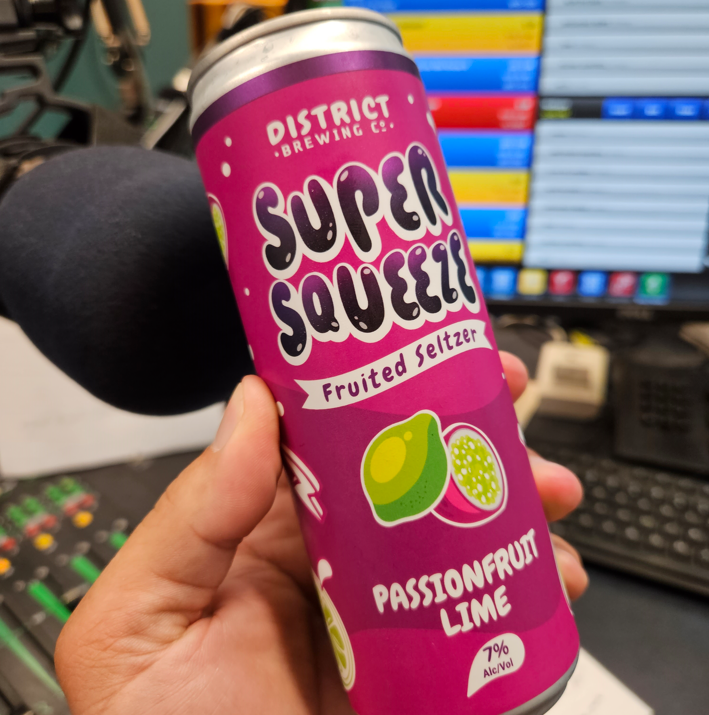 DISTRICT
•BREWING Co•
SUPER
SQUEEZE
Fruited Seltzer
PASSIONFRUIT
LIME
7%
Alc/Vol